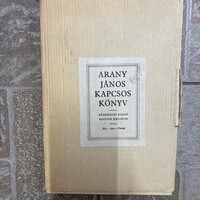 ARANY
JÁNOS
KAPCSOS
KÖNYV
AKADÉMIAI KIADÓ
MAGYAR HELIKON